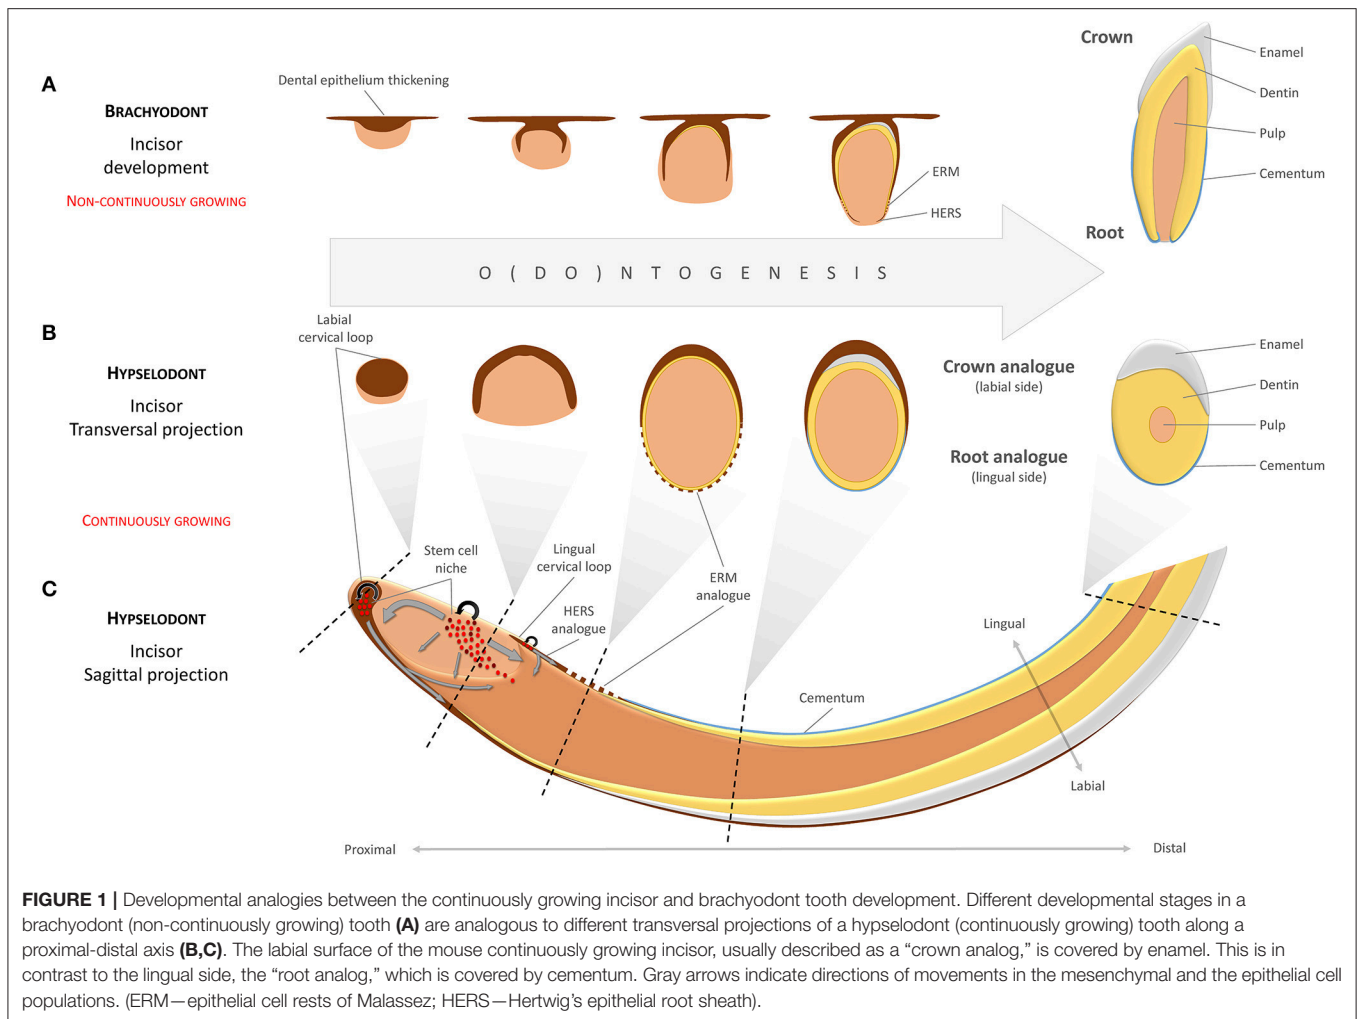 A
BRACHYODONT
Incisor
development
NON-CONTINUOUSLY GROWING
Dental epithelium thickening
ERM
HERS
Crown
Root
Enamel
Dentin
Pulp
Cementum
O ( D O ) N T O G E N E S I S
B
HYPSELODONT
Incisor
Transversal projection
CONTINUOUSLY GROWING
Labial
cervical loop
Crown analogue
(labial side)
Root analogue
(lingual side)
Enamel
Dentin
Pulp
Cementum
C
HYPSELODONT
Incisor
Sagittal projection
Stem cell
niche
Lingual
cervical loop
HERS
analogue
ERM
analogue
Cementum
Lingual
Labial
Proximal
Distal
FIGURE 1 | Developmental analogies between the continuously growing incisor and brachyodont tooth development. Different developmental stages in a
brachyodont (non-continuously growing) tooth (A) are analogous to different transversal projections of a hypselodont (continuously growing) tooth along a
proximal-distal axis (B,C). The labial surface of the mouse continuously growing incisor, usually described as a “crown analog,” is covered by enamel. This is in
contrast to the lingual side, the “root analog,” which is covered by cementum. Gray arrows indicate directions of movements in the mesenchymal and the epithelial cell
populations. (ERM—epithelial cell rests of Malassez; HERS—Hertwig’s epithelial root sheath).